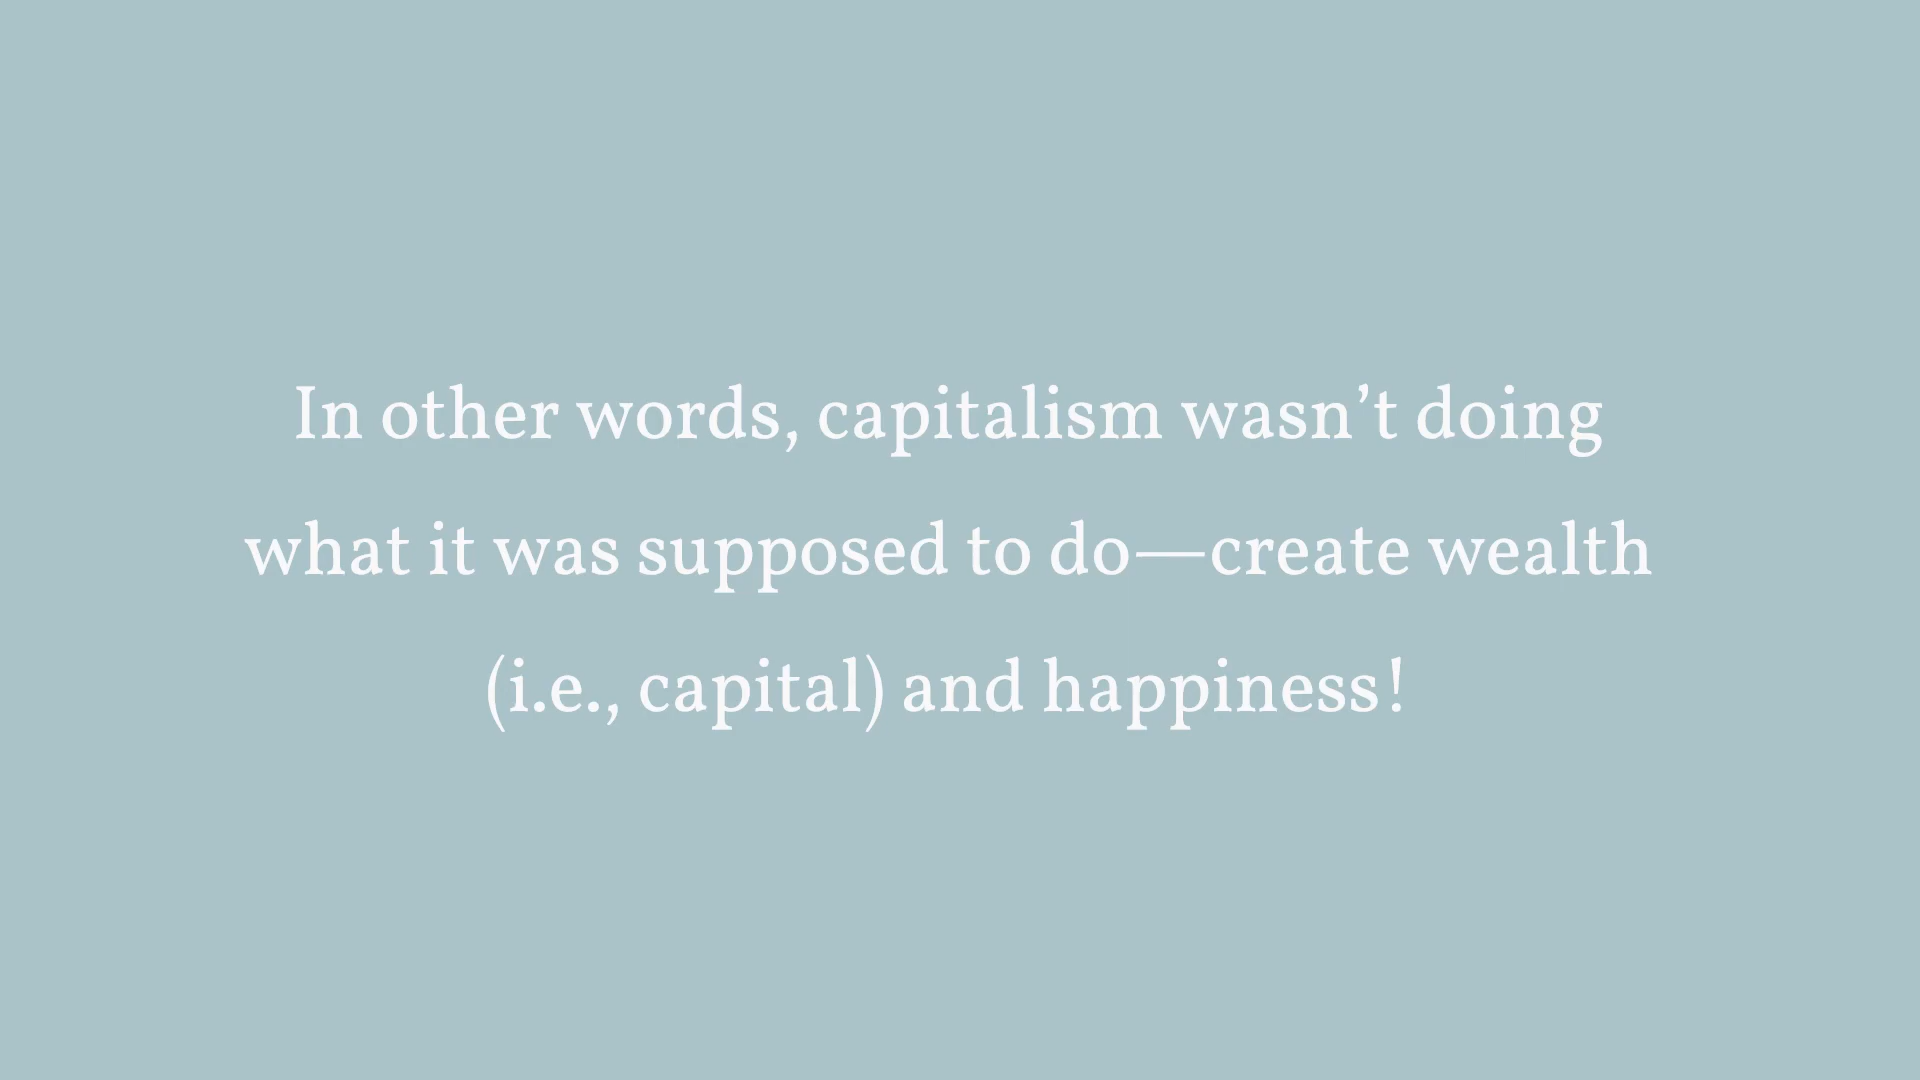 In other words, capitalism wasn’t doing
what it was supposed to do—create wealth
(i.e., capital) and happiness!